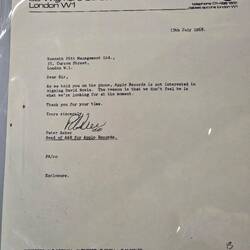 London W1
15th July 1968.
Kenneth Pitt Management Ltd.,
35, Curzon Street,
London W.1.
Dear Sir,
As we told you on the phone, Apple Records is not interested in
signing David Bowie. The reason is that we don't feel he is
what we're looking for at the moment.
Thank you for your time.
Yours sincerely,
Peter Asher
Head of A&R for Apple Records.
PA/cc
Enclosure.